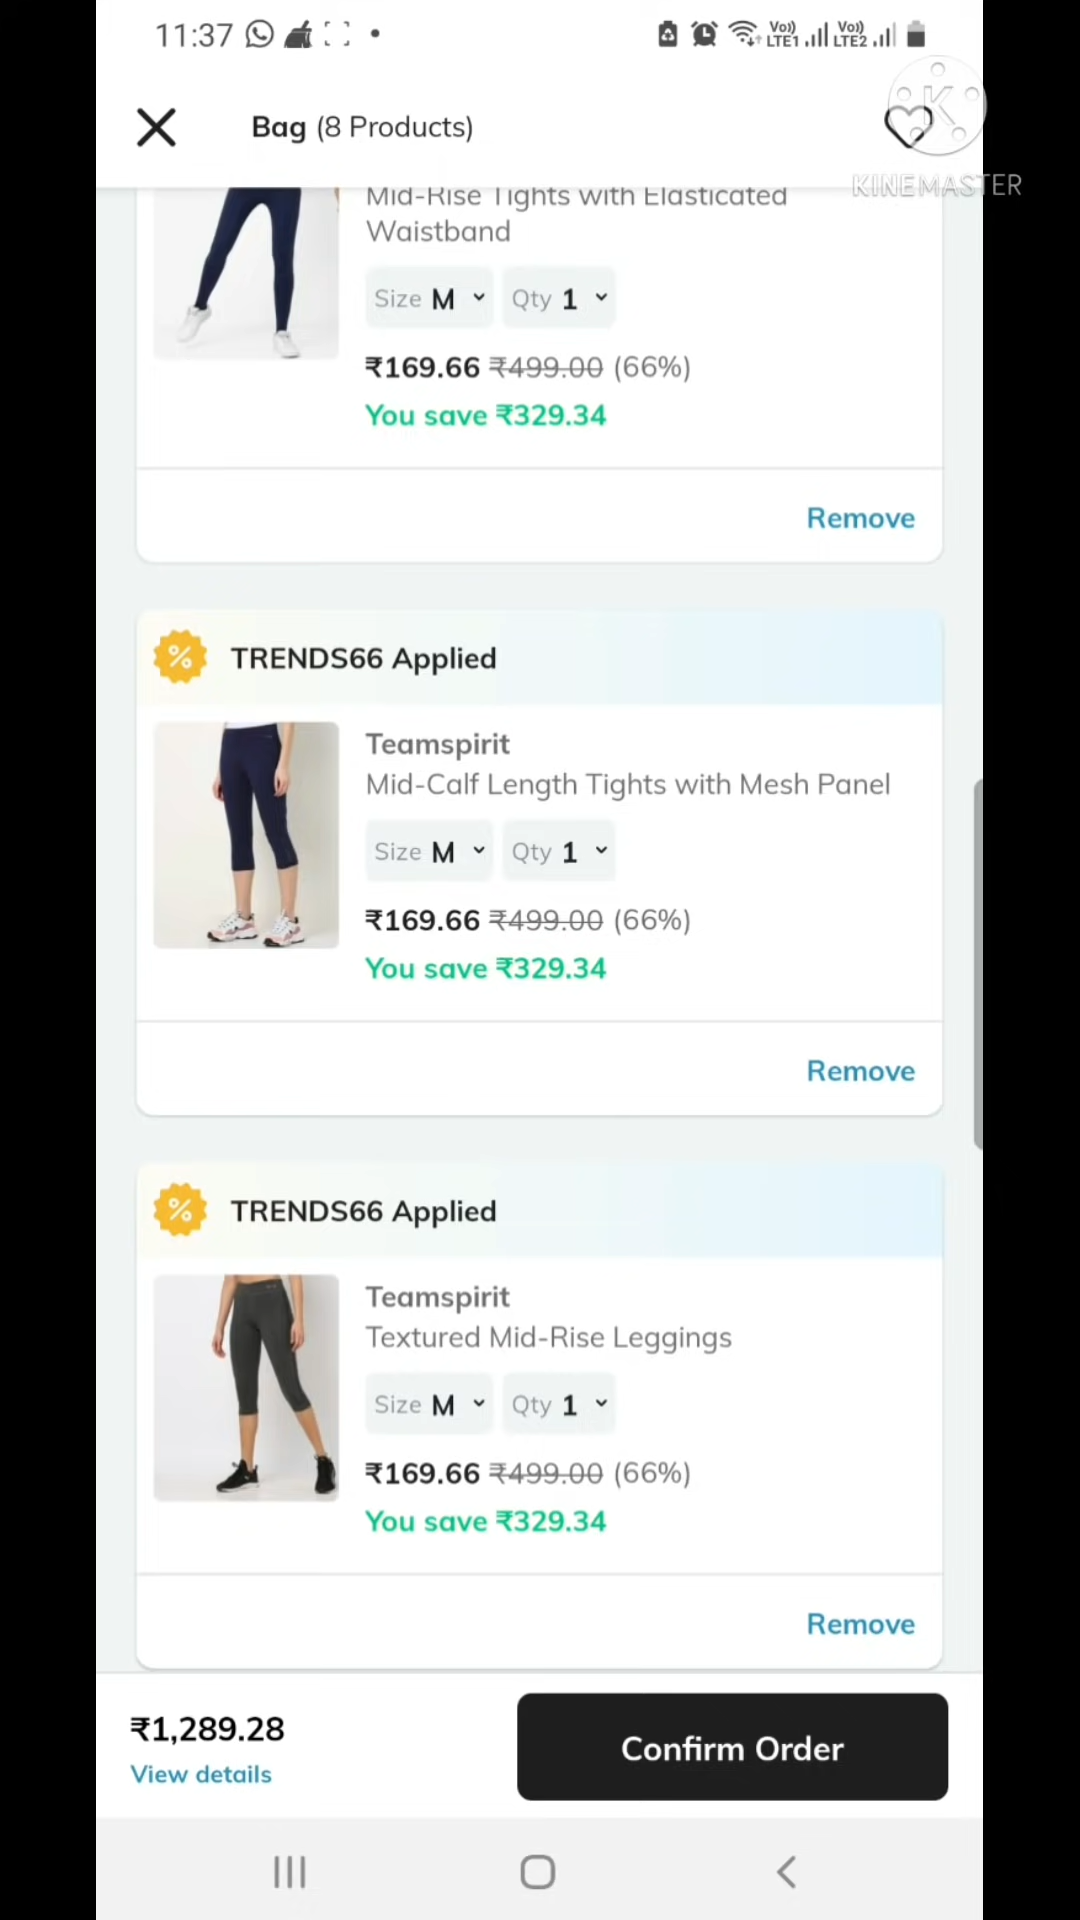 11:37
Vo)) LTE1 Vo)) LTE2
Bag (8 Products)
KINEMASTER
Mid-Rise Tights with Elasticated
Waistband
Size M Qty 1
₹169.66 ₹499.00 (66%)
You save ₹329.34
Remove
TRENDS66 Applied
Teamspirit
Mid-Calf Length Tights with Mesh Panel
Size M Qty 1
₹169.66 ₹499.00 (66%)
You save ₹329.34
Remove
TRENDS66 Applied
Teamspirit
Textured Mid-Rise Leggings
Size M Qty 1
₹169.66 ₹499.00 (66%)
You save ₹329.34
Remove
₹1,289.28
View details
Confirm Order